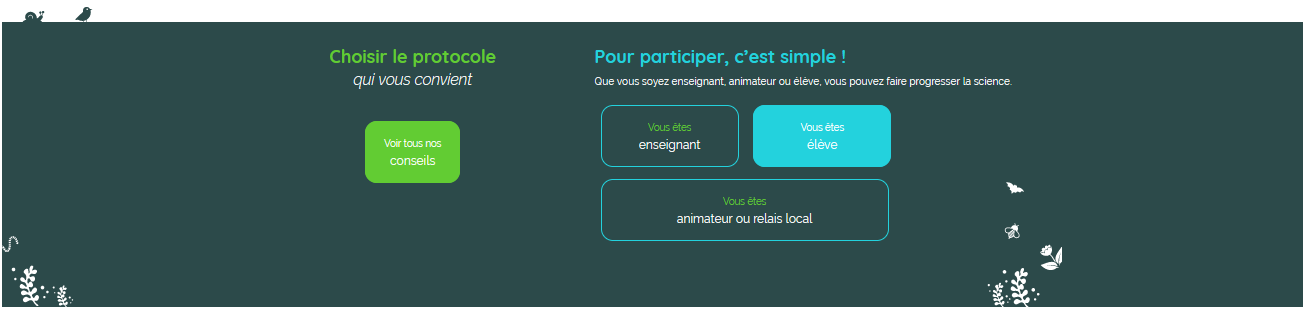 Choisir le protocole
qui vous convient
Voir tous nos
conseils
Pour participer, c’est simple !
Que vous soyez enseignant, animateur ou élève, vous pouvez faire progresser la science.
Vous êtes
enseignant
Vous êtes
élève
Vous êtes
animateur ou relais local